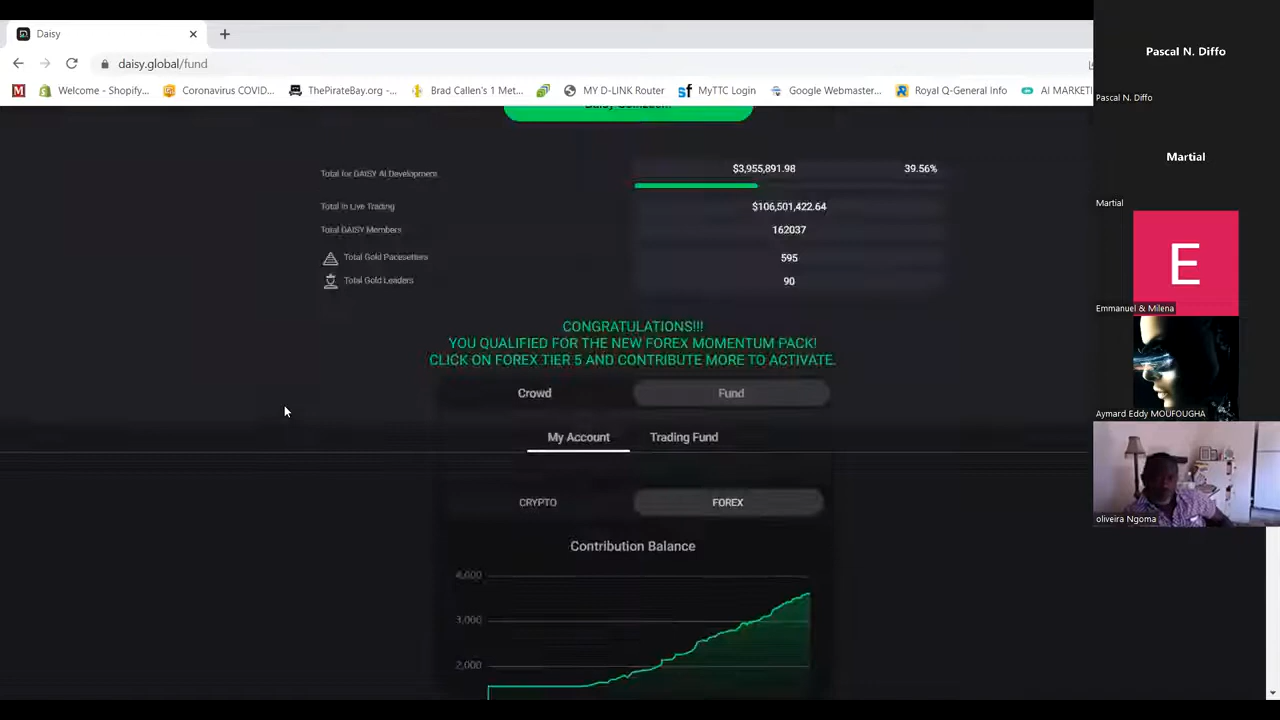 Daisy
daisy.global/fund
Welcome - Shopify...
Coronavirus COVID...
ThePirateBay.org -...
Brad Callen's 1 Met...
MY D-LINK Router
MyTTC Login
Google Webmaster...
Royal Q-General Info
AI MARKETI
Total for DAISY AI Development
$3,955,891.98
39.56%
Total In Live Trading
$106,501,422.64
Total DAISY Members
162037
Total Gold Pacesetters
595
Total Gold Leaders
90
CONGRATULATIONS!!!
YOU QUALIFIED FOR THE NEW FOREX MOMENTUM PACK!
CLICK ON FOREX TIER 5 AND CONTRIBUTE MORE TO ACTIVATE.
Crowd
Fund
My Account
Trading Fund
CRYPTO
FOREX
Contribution Balance
4,000
3,000
2,000
Pascal N. Diffo
Pascal N. Diffo
Martial
Martial
E
Emmanuel & Milena
Aymard Eddy MOUFOUGHA
oliveira Ngoma